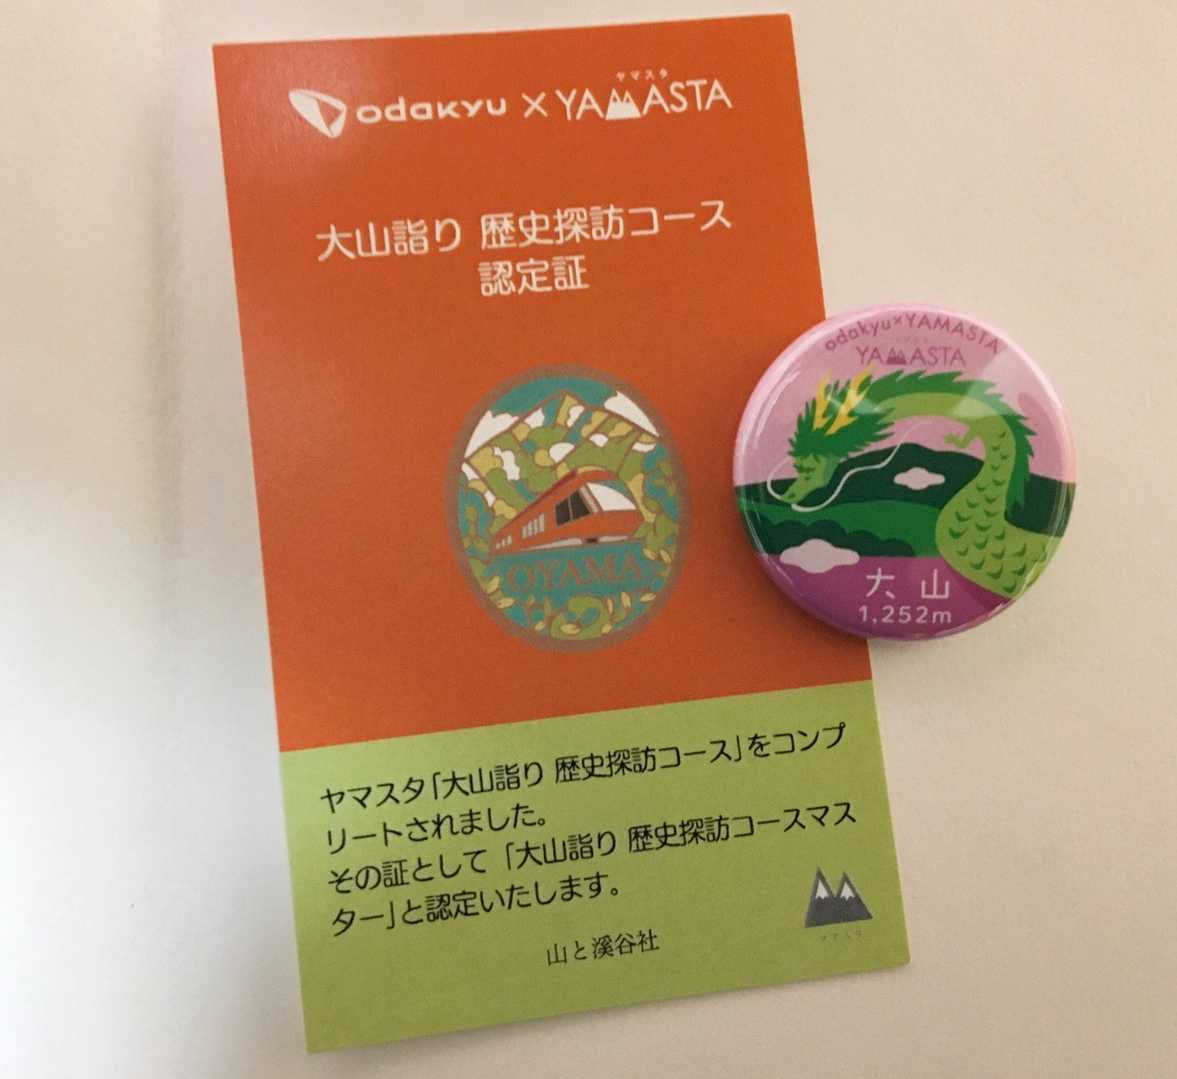 odakyu × YAMASTA
ヤマスタ
大山詣り 歴史探訪コース
認定証
OYAMA
ヤマスタ「大山詣り 歴史探訪コース」をコンプ
リートされました。
その証として「大山詣り 歴史探訪コースマス
ター」と認定いたします。
山と溪谷社
ヤマスタ
odakyu×YAMASTA
YAMASTA
大山
1,252m